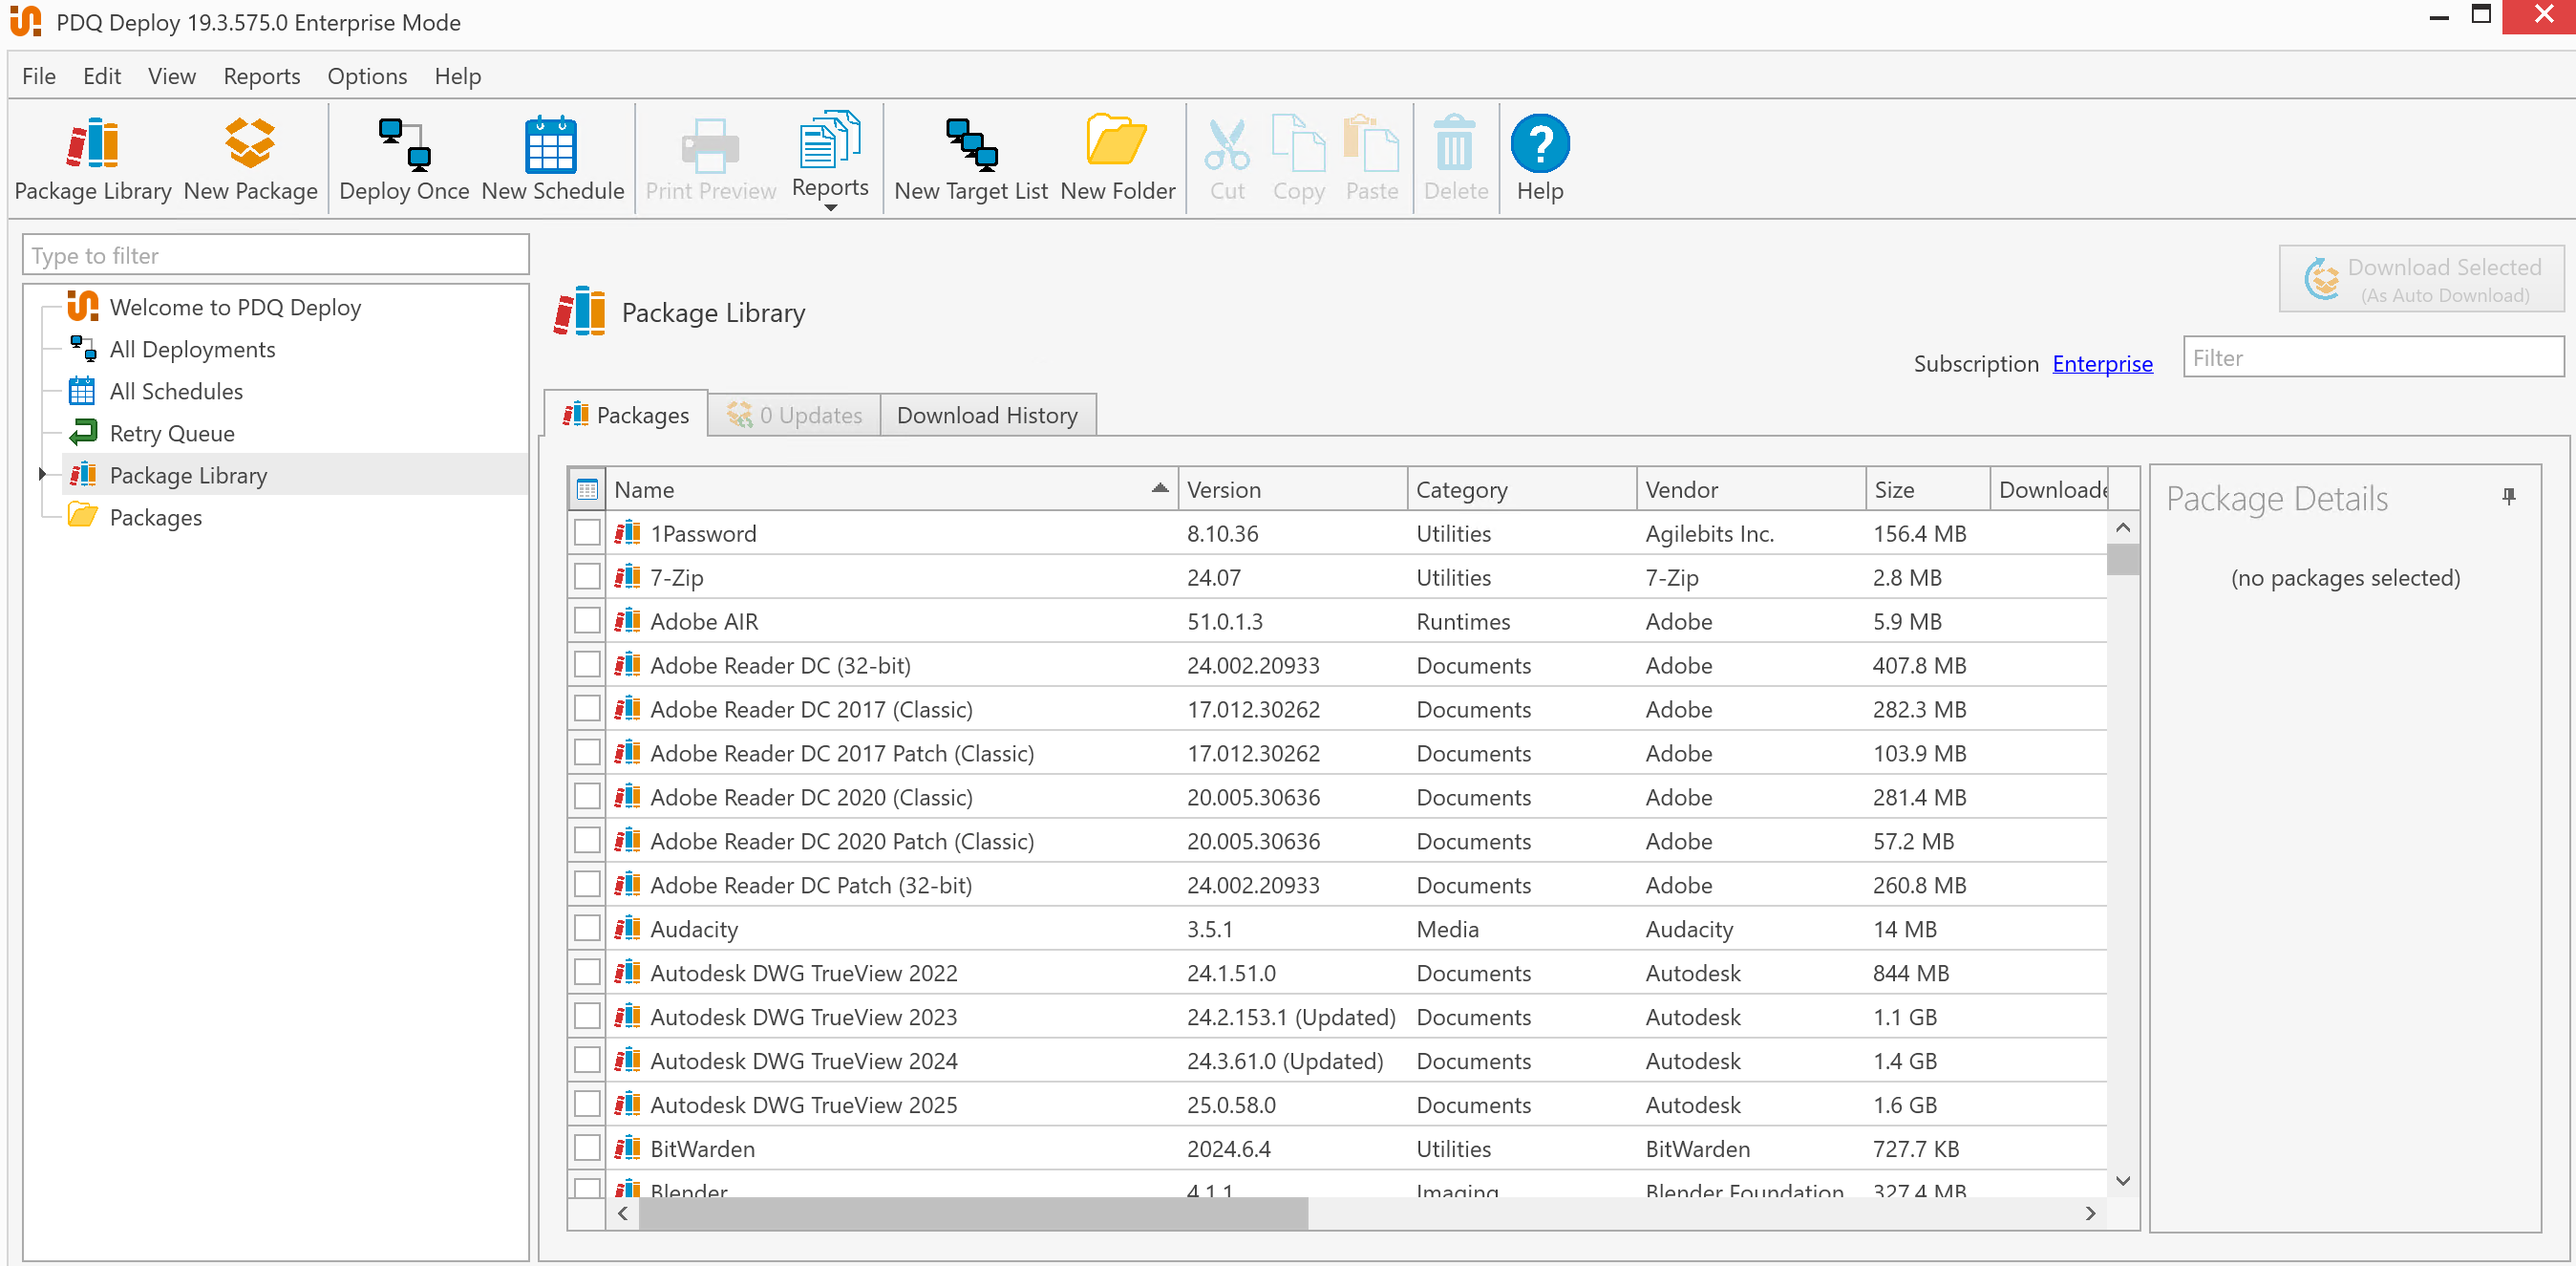 PDQ Deploy 19.3.575.0 Enterprise Mode
File Edit View Reports Options Help
Package Library New Package Deploy Once New Schedule Print Preview Reports New Target List New Folder Cut Copy Paste Delete Help
Type to filter
Welcome to PDQ Deploy
All Deployments
All Schedules
Retry Queue
Package Library
Packages
Package Library
Download Selected
(As Auto Download)
Subscription Enterprise Filter
Packages 0 Updates Download History
Name Version Category Vendor Size Downloade
1Password 8.10.36 Utilities Agilebits Inc. 156.4 MB
7-Zip 24.07 Utilities 7-Zip 2.8 MB
Adobe AIR 51.0.1.3 Runtimes Adobe 5.9 MB
Adobe Reader DC (32-bit) 24.002.20933 Documents Adobe 407.8 MB
Adobe Reader DC 2017 (Classic) 17.012.30262 Documents Adobe 282.3 MB
Adobe Reader DC 2017 Patch (Classic) 17.012.30262 Documents Adobe 103.9 MB
Adobe Reader DC 2020 (Classic) 20.005.30636 Documents Adobe 281.4 MB
Adobe Reader DC 2020 Patch (Classic) 20.005.30636 Documents Adobe 57.2 MB
Adobe Reader DC Patch (32-bit) 24.002.20933 Documents Adobe 260.8 MB
Audacity 3.5.1 Media Audacity 14 MB
Autodesk DWG TrueView 2022 24.1.51.0 Documents Autodesk 844 MB
Autodesk DWG TrueView 2023 24.2.153.1 (Updated) Documents Autodesk 1.1 GB
Autodesk DWG TrueView 2024 24.3.61.0 (Updated) Documents Autodesk 1.4 GB
Autodesk DWG TrueView 2025 25.0.58.0 Documents Autodesk 1.6 GB
BitWarden 2024.6.4 Utilities BitWarden 727.7 KB
Blender 4.1.1 Imaging Blender Foundation 327.4 MB
Package Details
(no packages selected)